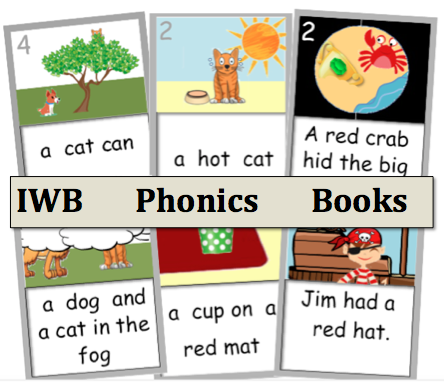 4
a cat can
2
a hot cat
2
A red crab
hid the big
IWB Phonics Books
a dog and
a cat in the
fog
a cup on a
red mat
Jim had a
red hat.